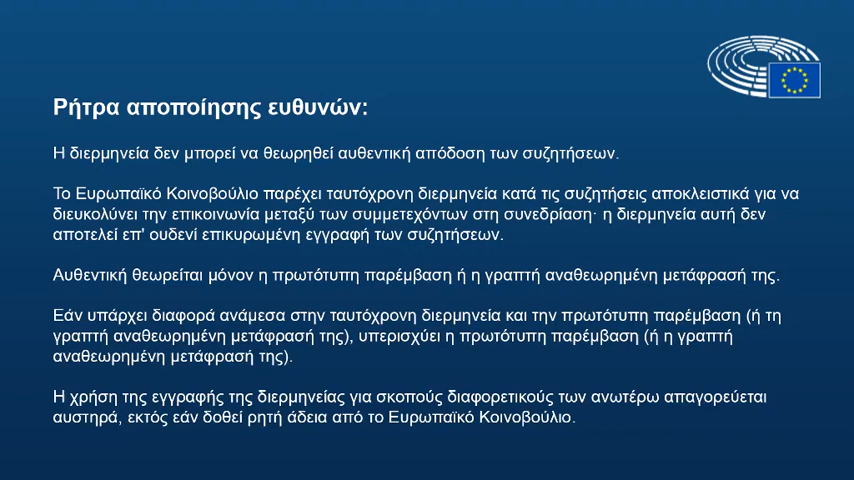 Ρήτρα αποποίησης ευθυνών:
Η διερμηνεία δεν μπορεί να θεωρηθεί αυθεντική απόδοση των συζητήσεων.
Το Ευρωπαϊκό Κοινοβούλιο παρέχει ταυτόχρονη διερμηνεία κατά τις συζητήσεις αποκλειστικά για να
διευκολύνει την επικοινωνία μεταξύ των συμμετεχόντων στη συνεδρίαση· η διερμηνεία αυτή δεν
αποτελεί επ' ουδενί επικυρωμένη εγγραφή των συζητήσεων.
Αυθεντική θεωρείται μόνον η πρωτότυπη παρέμβαση ή η γραπτή αναθεωρημένη μετάφρασή της.
Εάν υπάρχει διαφορά ανάμεσα στην ταυτόχρονη διερμηνεία και την πρωτότυπη παρέμβαση (ή τη
γραπτή αναθεωρημένη μετάφρασή της), υπερισχύει η πρωτότυπη παρέμβαση (ή η γραπτή
αναθεωρημένη μετάφρασή της).
Η χρήση της εγγραφής της διερμηνείας για σκοπούς διαφορετικούς των ανωτέρω απαγορεύεται
αυστηρά, εκτός εάν δοθεί ρητή άδεια από το Ευρωπαϊκό Κοινοβούλιο.